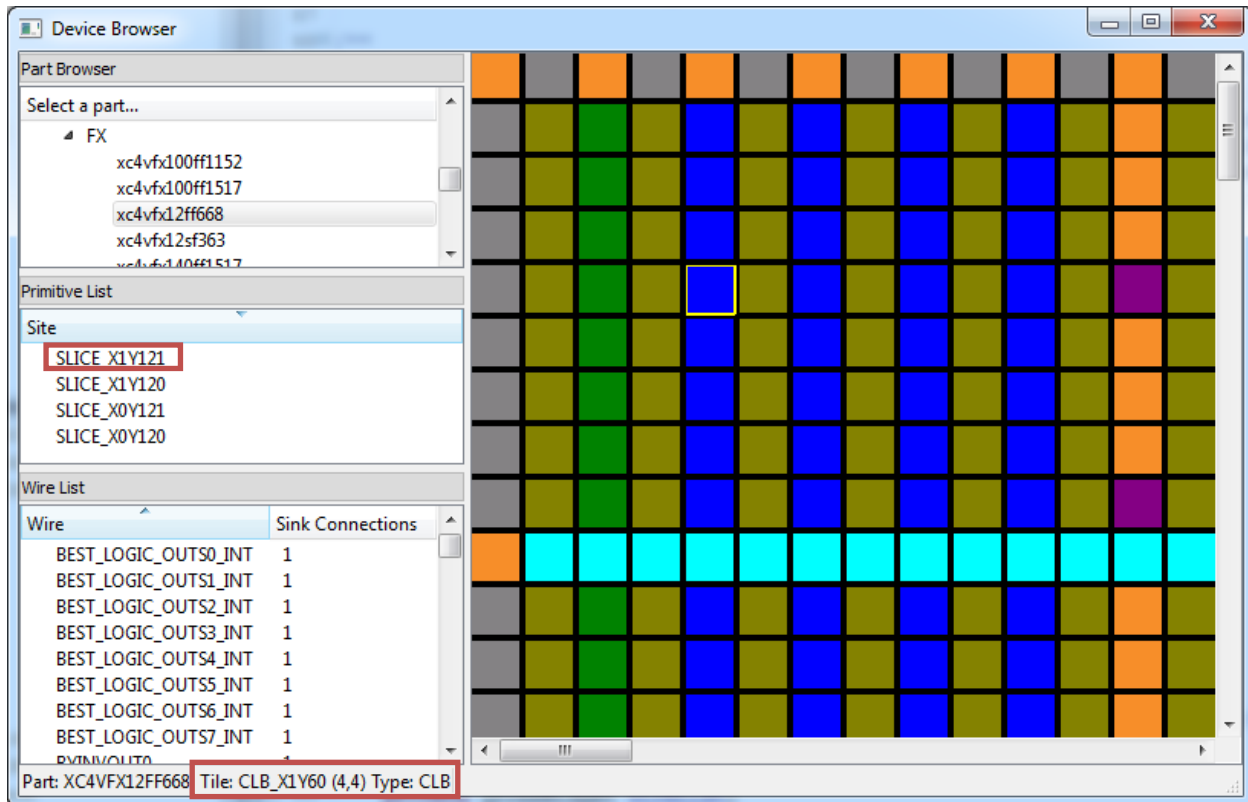 Device Browser
Part Browser
Select a part...
FX
xc4vfx100ff1152
xc4vfx100ff1517
xc4vfx12ff668
xc4vfx12sf363
xc4vfx140ff1517
Primitive List
Site
SLICE_X1Y121
SLICE_X1Y120
SLICE_X0Y121
SLICE_X0Y120
Wire List
Wire Sink Connections
BEST_LOGIC_OUTS0_INT 1
BEST_LOGIC_OUTS1_INT 1
BEST_LOGIC_OUTS2_INT 1
BEST_LOGIC_OUTS3_INT 1
BEST_LOGIC_OUTS4_INT 1
BEST_LOGIC_OUTS5_INT 1
BEST_LOGIC_OUTS6_INT 1
BEST_LOGIC_OUTS7_INT 1
Part: XC4VFX12FF668 Tile: CLB_X1Y60 (4,4) Type: CLB